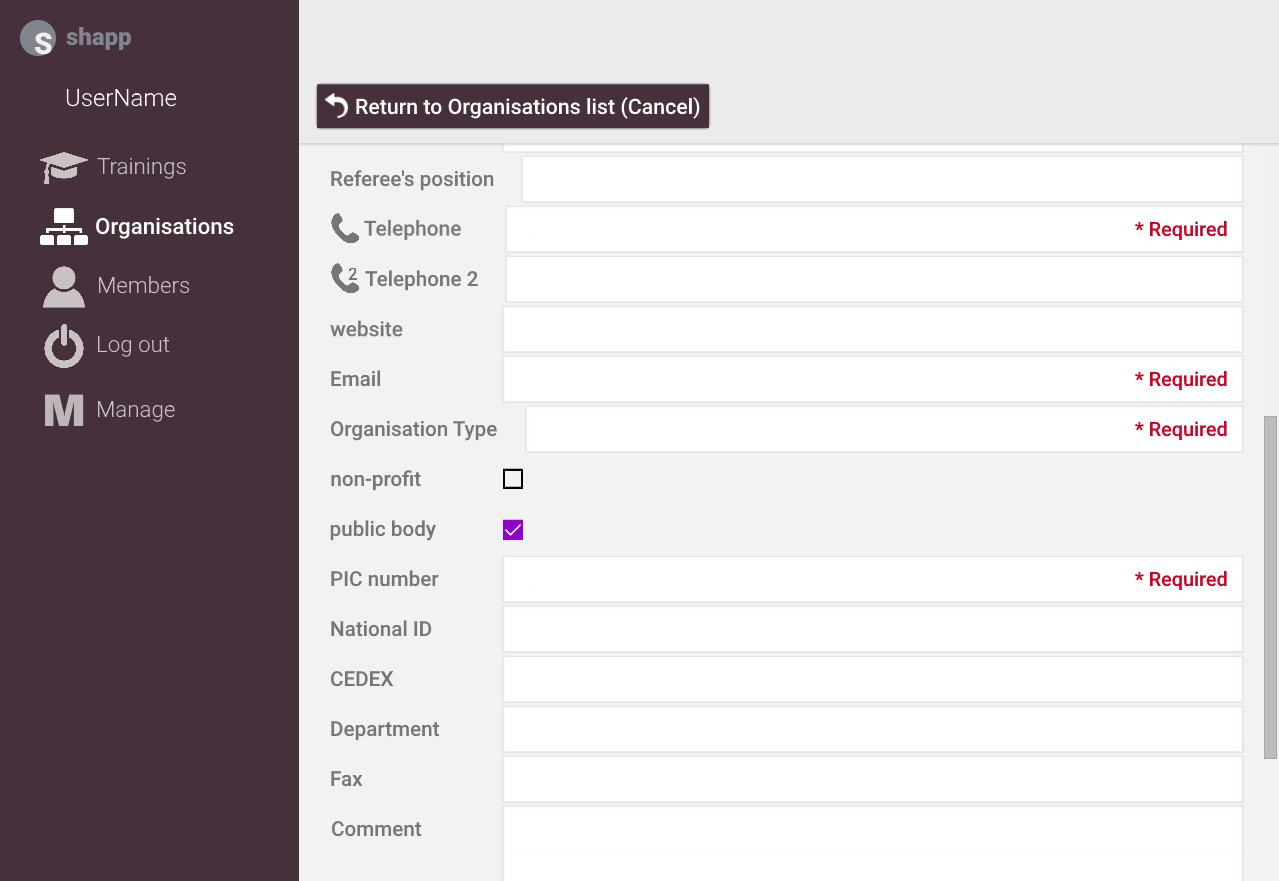 S shapp
UserName
Trainings
Organisations
Members
Log out
M Manage
Return to Organisations list (Cancel)
Referee's position
Telephone * Required
2 Telephone 2
website
Email * Required
Organisation Type * Required
non-profit
public body
PIC number * Required
National ID
CEDEX
Department
Fax
Comment